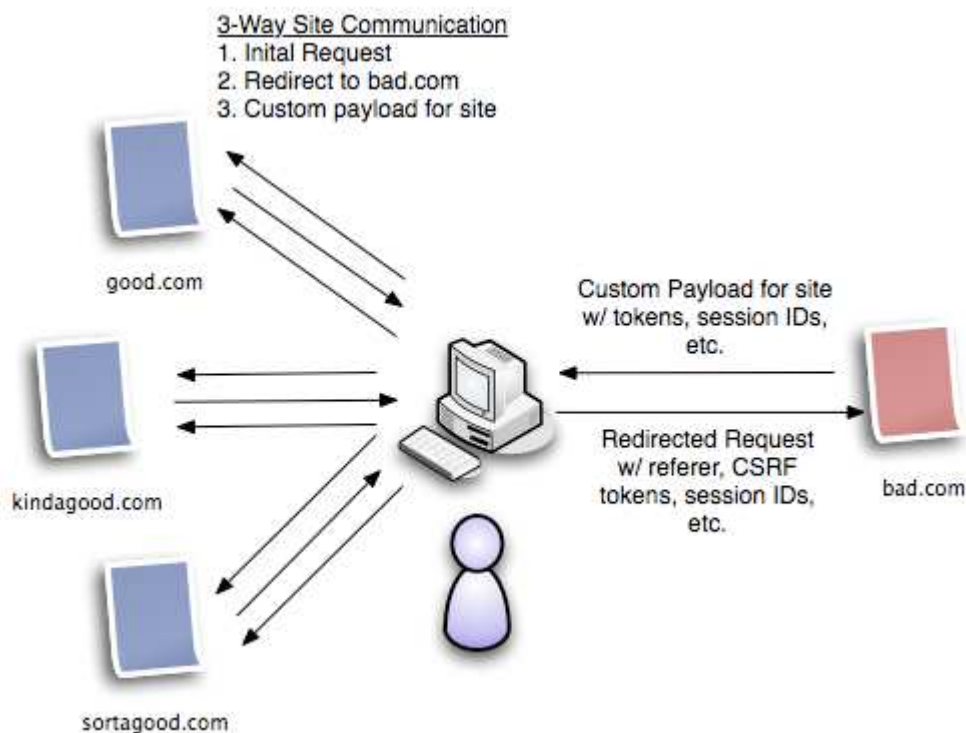 3-Way Site Communication
1. Inital Request
2. Redirect to bad.com
3. Custom payload for site
good.com
Custom Payload for site
w/ tokens, session IDs,
etc.
kindagood.com
Redirected Request
w/ referer, CSRF
tokens, session IDs,
etc.
bad.com
sortagood.com